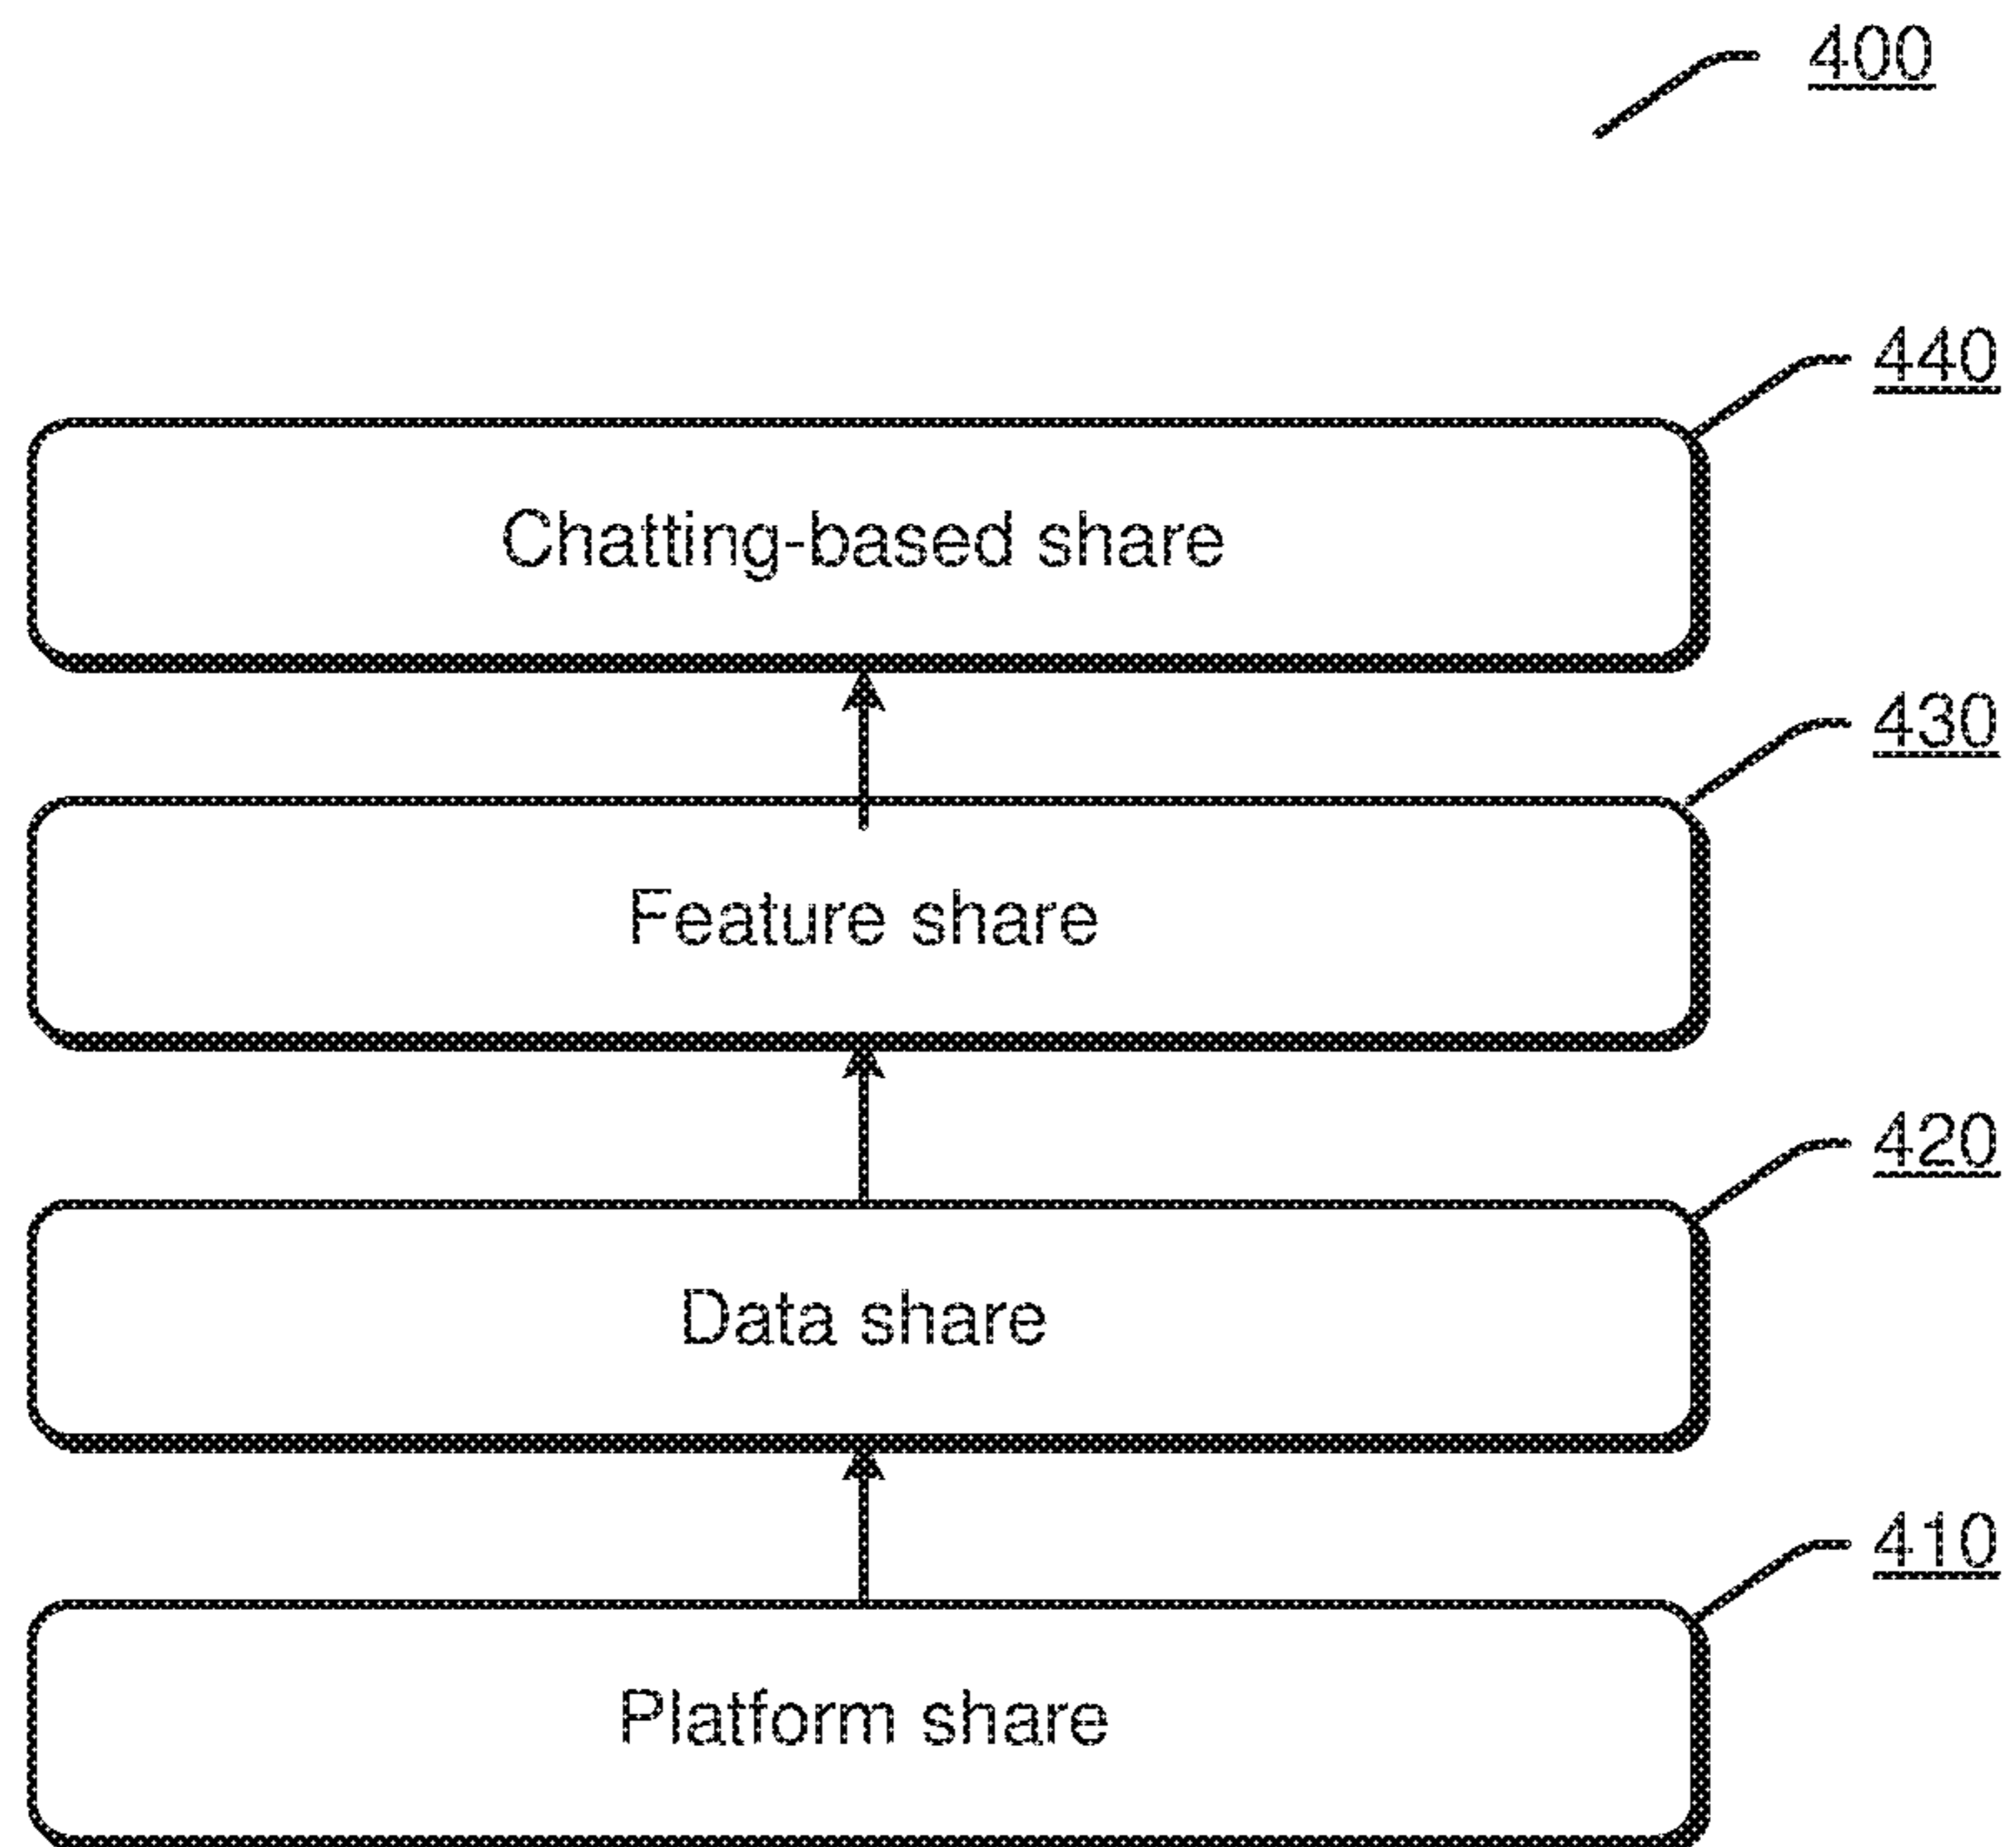 400
440
Chatting-based share
430
Feature share
420
Data share
410
Platform share